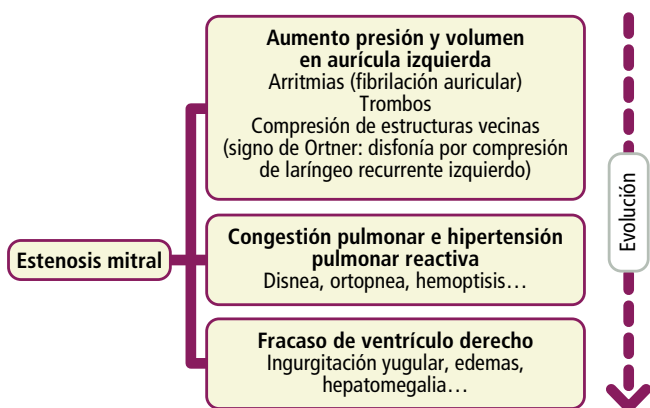 Aumento presión y volumen
en aurícula izquierda
Arritmias (fibrilación auricular)
Trombos
Compresión de estructuras vecinas
(signo de Ortner: disfonía por compresión
de laríngeo recurrente izquierdo)
Evolución
Estenosis mitral
Congestión pulmonar e hipertensión
pulmonar reactiva
Disnea, ortopnea, hemoptisis…
Fracaso de ventrículo derecho
Ingurgitación yugular, edemas,
hepatomegalia…